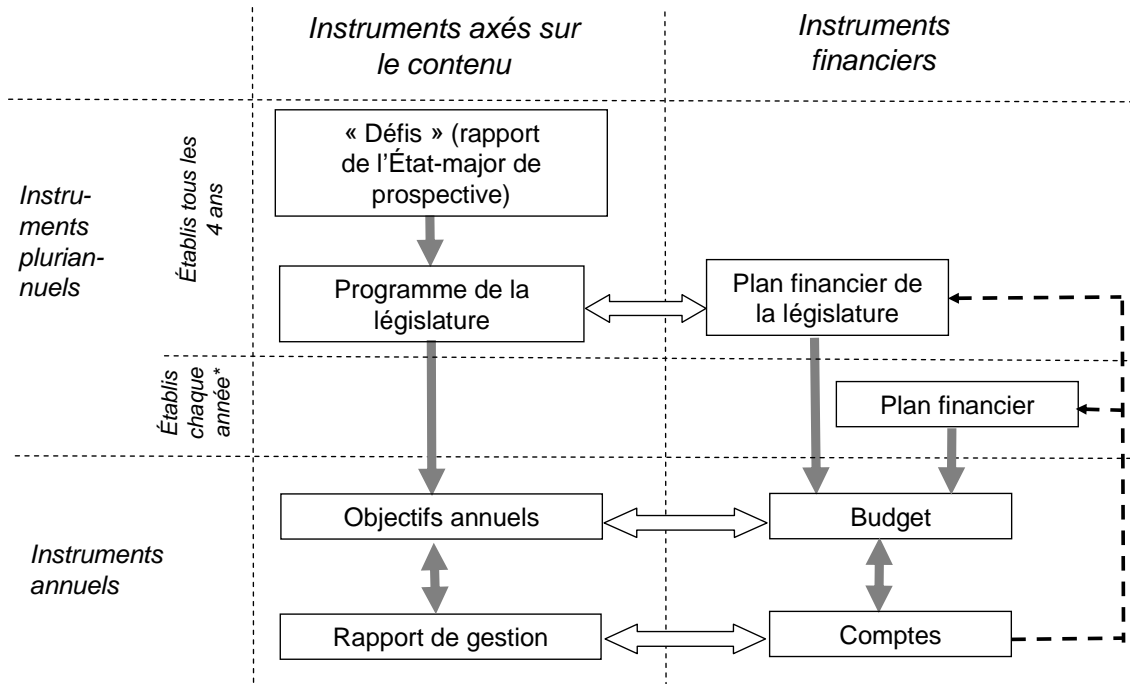 Instruments axés sur
le contenu
Instruments
financiers
« Défis » (rapport
de l’État-major de
prospective)
Instru-
ments
plurian-
nuels
Établis tous les
4 ans
Programme de la
législature
Plan financier de
la législature
Établis
chaque
année*
Plan financier
Objectifs annuels
Budget
Instruments
annuels
Rapport de gestion
Comptes